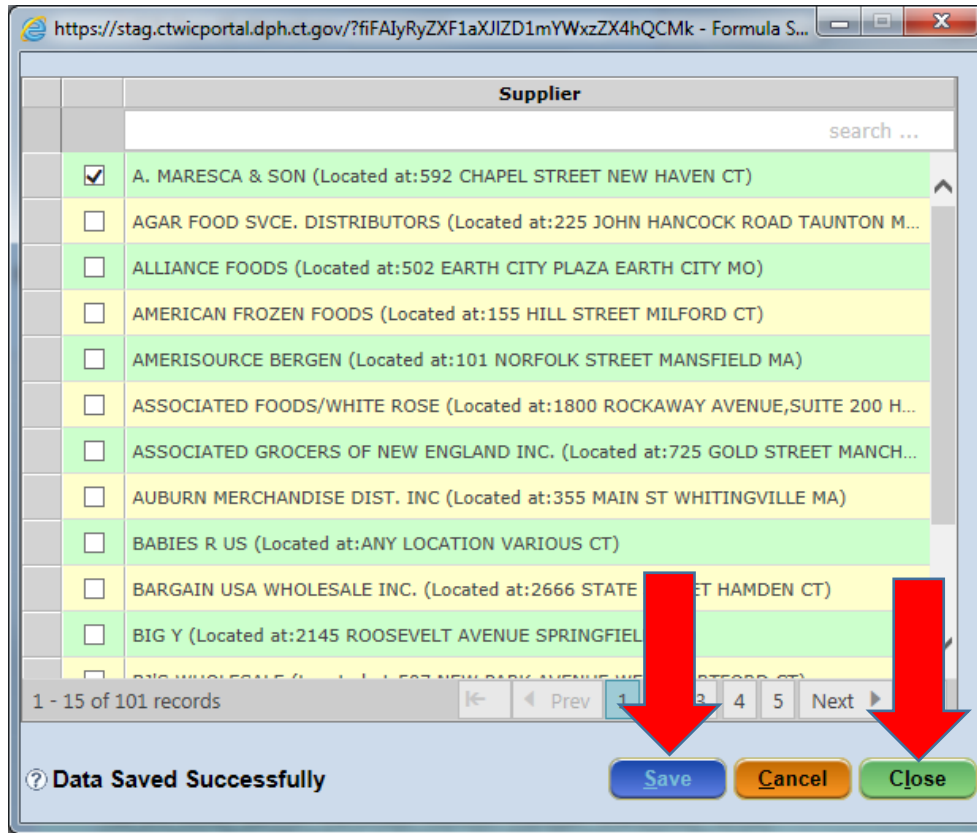 https://stag.ctwicportal.dph.ct.gov/?fiFAIyRyZXF1aXJlZD1mYWxzZX4hQCMk - Formula S...
Supplier
search ...
A. MARESCA & SON (Located at:592 CHAPEL STREET NEW HAVEN CT)
AGAR FOOD SVCE. DISTRIBUTORS (Located at:225 JOHN HANCOCK ROAD TAUNTON M...
ALLIANCE FOODS (Located at:502 EARTH CITY PLAZA EARTH CITY MO)
AMERICAN FROZEN FOODS (Located at:155 HILL STREET MILFORD CT)
AMERISOURCE BERGEN (Located at:101 NORFOLK STREET MANSFIELD MA)
ASSOCIATED FOODS/WHITE ROSE (Located at:1800 ROCKAWAY AVENUE,SUITE 200 H...
ASSOCIATED GROCERS OF NEW ENGLAND INC. (Located at:725 GOLD STREET MANCH...
AUBURN MERCHANDISE DIST. INC (Located at:355 MAIN ST WHITINGVILLE MA)
BABIES R US (Located at:ANY LOCATION VARIOUS CT)
BARGAIN USA WHOLESALE INC. (Located at:2666 STATE ET HAMDEN CT)
BIG Y (Located at:2145 ROOSEVELT AVENUE SPRINGFIEL
1 - 15 of 101 records Prev 1 3 4 5 Next
Data Saved Successfully Save Cancel Close